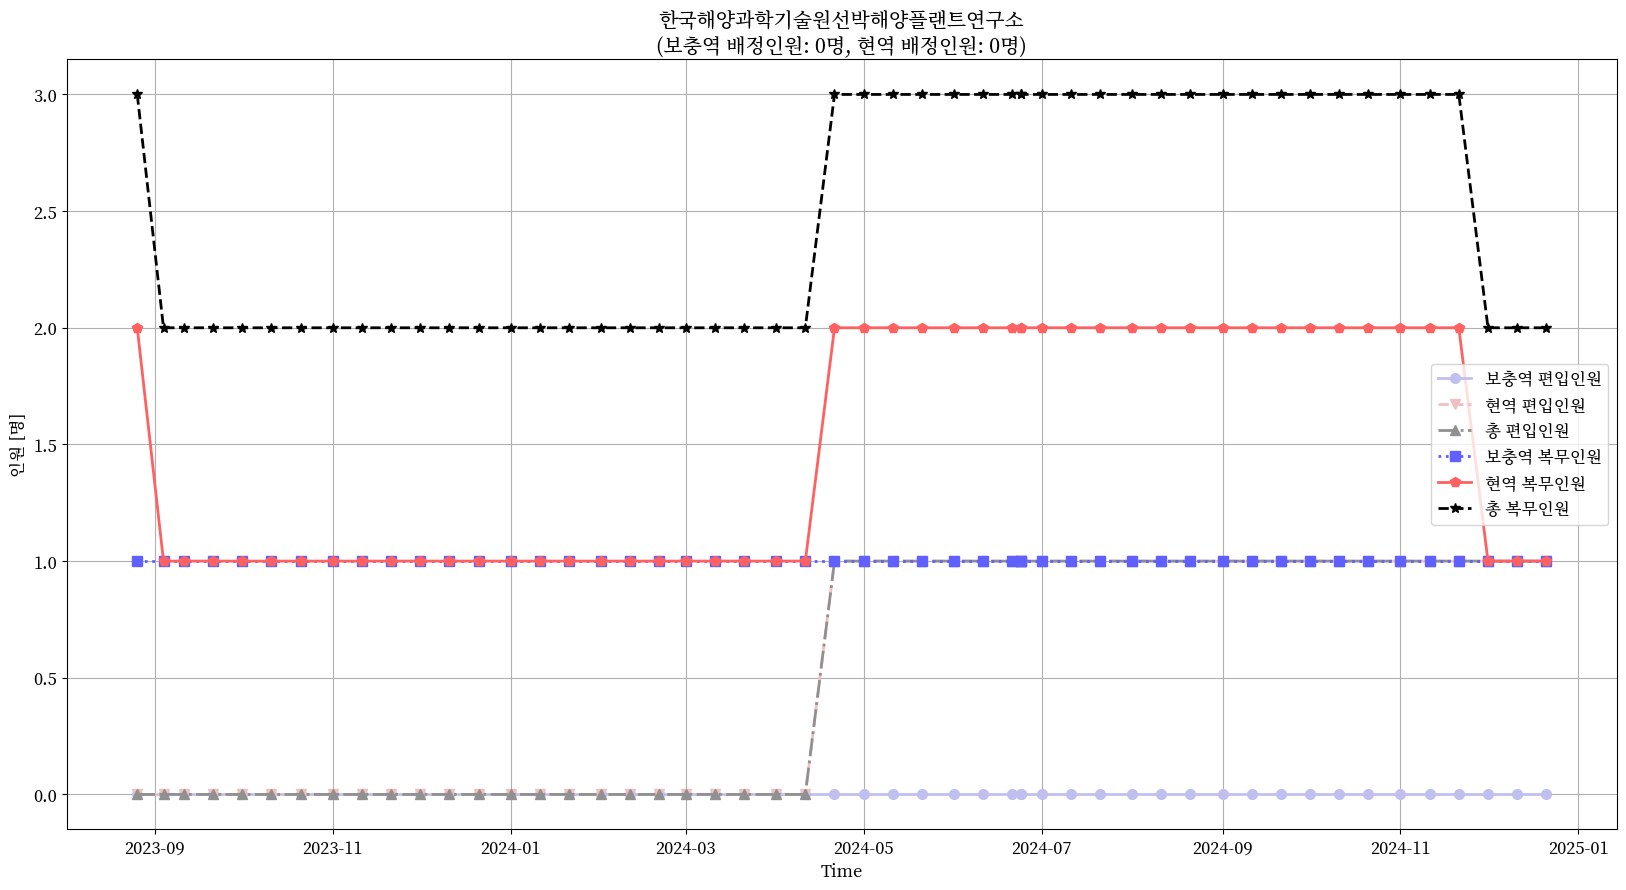 한국해양과학기술원선박해양플랜트연구소
(보충역 배정인원: 0명, 현역 배정인원: 0명)
인원 [명]
3.0
2.5
2.0
1.5
1.0
0.5
0.0
보충역 편입인원
현역 편입인원
총 편입인원
보충역 복무인원
현역 복무인원
총 복무인원
2023-09
2023-11
2024-01
2024-03
2024-05
2024-07
2024-09
2024-11
2025-01
Time